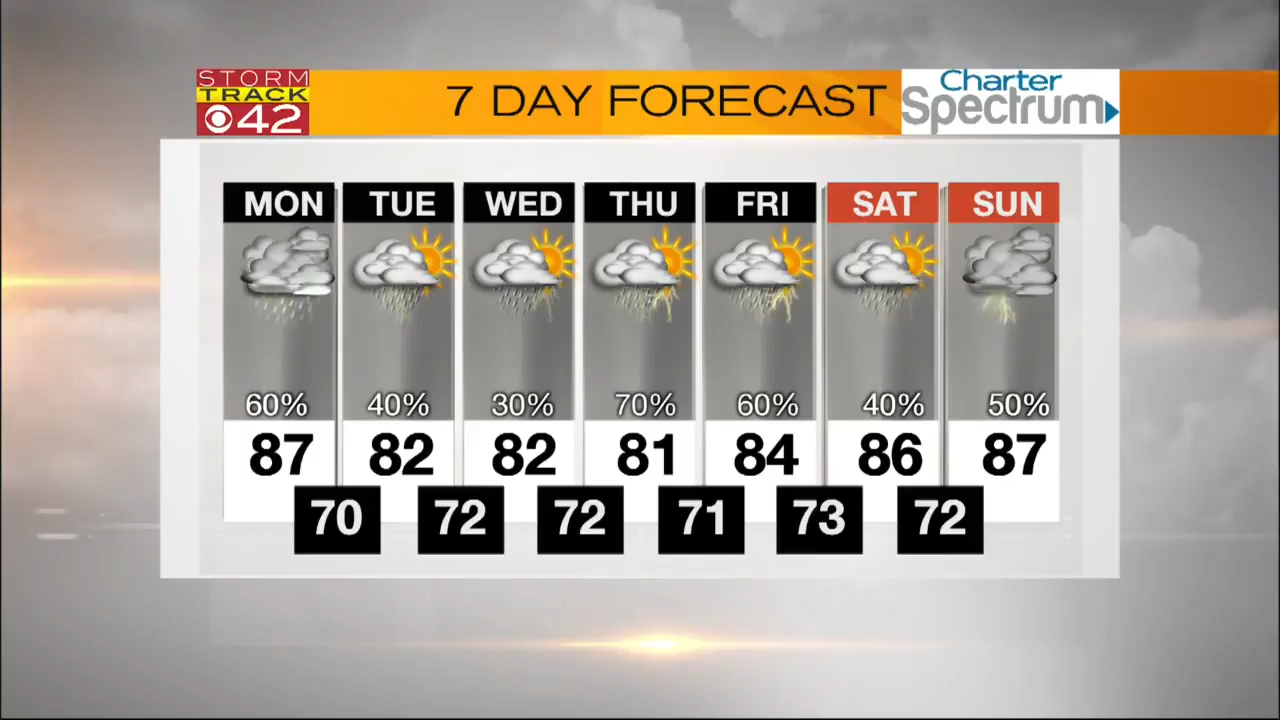 STORM
TRACK
42
7 DAY FORECAST
Charter
Spectrum
MON TUE WED THU FRI SAT SUN
60% 40% 30% 70% 60% 40% 50%
87 82 82 81 84 86 87
70 72 72 71 73 72